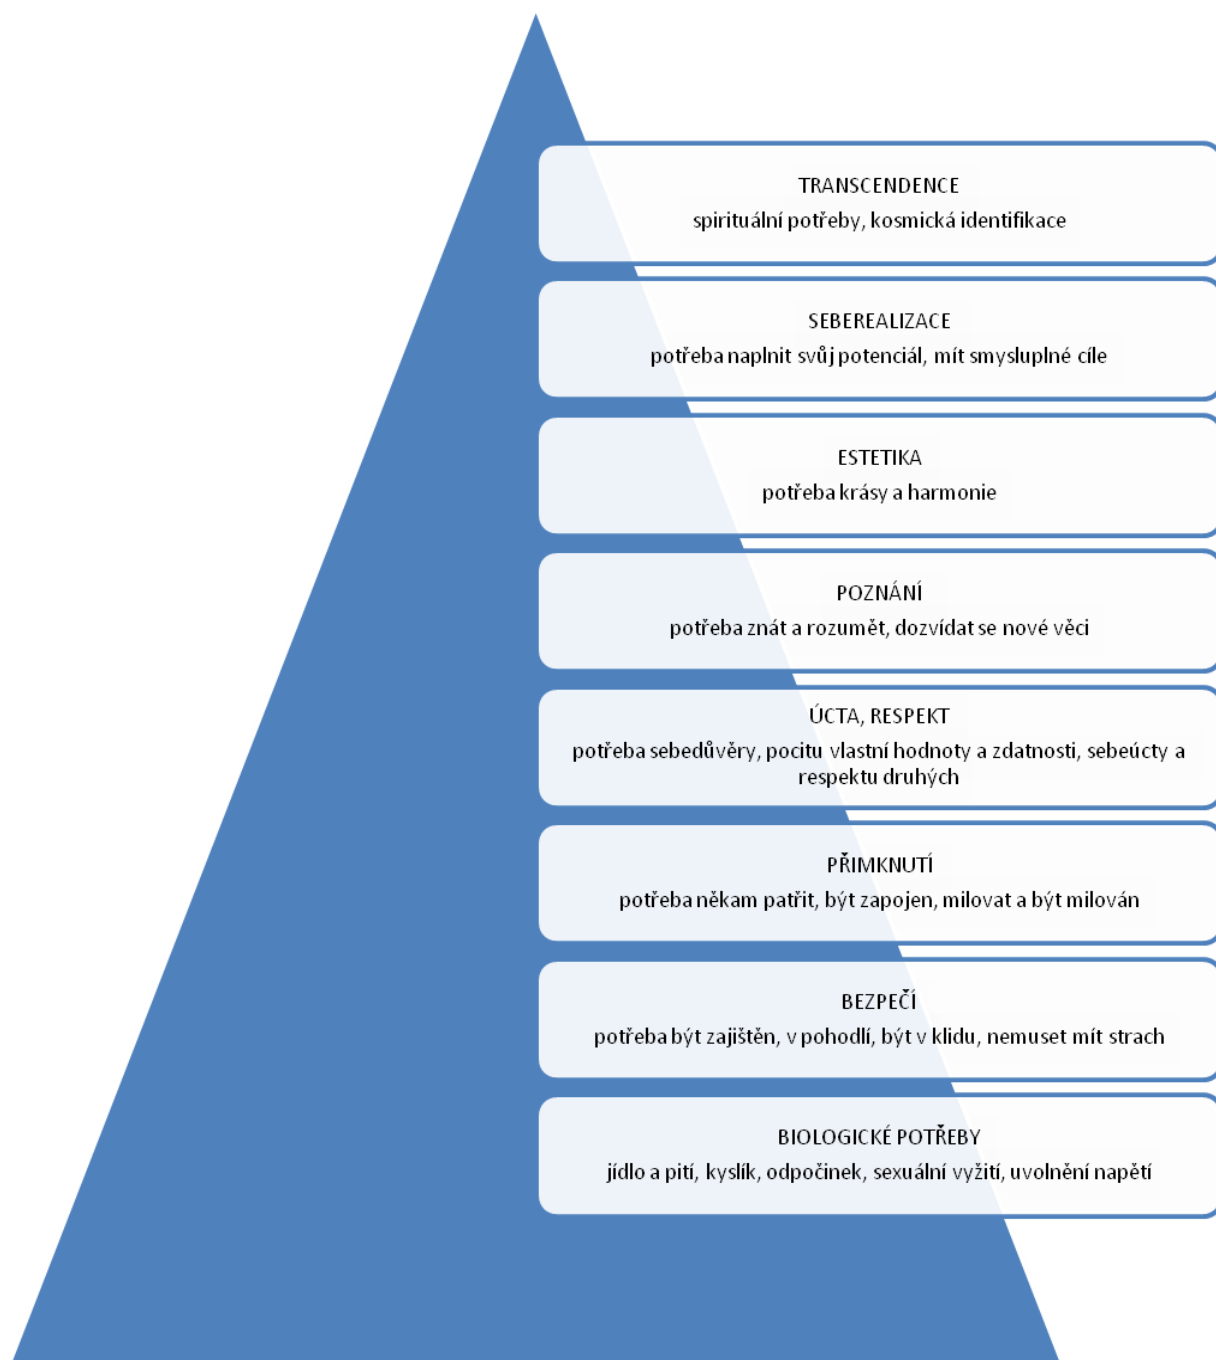 TRANSCENDENCE
spirituální potřeby, kosmická identifikace
SEBEREALIZACE
potřeba naplnit svůj potenciál, mít smysluplné cíle
ESTETIKA
potřeba krásy a harmonie
POZNÁNÍ
potřeba znát a rozumět, dozvídat se nové věci
ÚCTA, RESPEKT
potřeba sebedůvěry, pocitu vlastní hodnoty a zdatnosti, sebeúcty a
respektu druhých
PŘIMKNUTÍ
potřeba někam patřit, být zapojen, milovat a být milován
BEZPEČÍ
potřeba být zajištěn, v pohodlí, být v klidu, nemuset mít strach
BIOLOGICKÉ POTŘEBY
jídlo a pití, kyslík, odpočinek, sexuální vyžití, uvolnění napětí